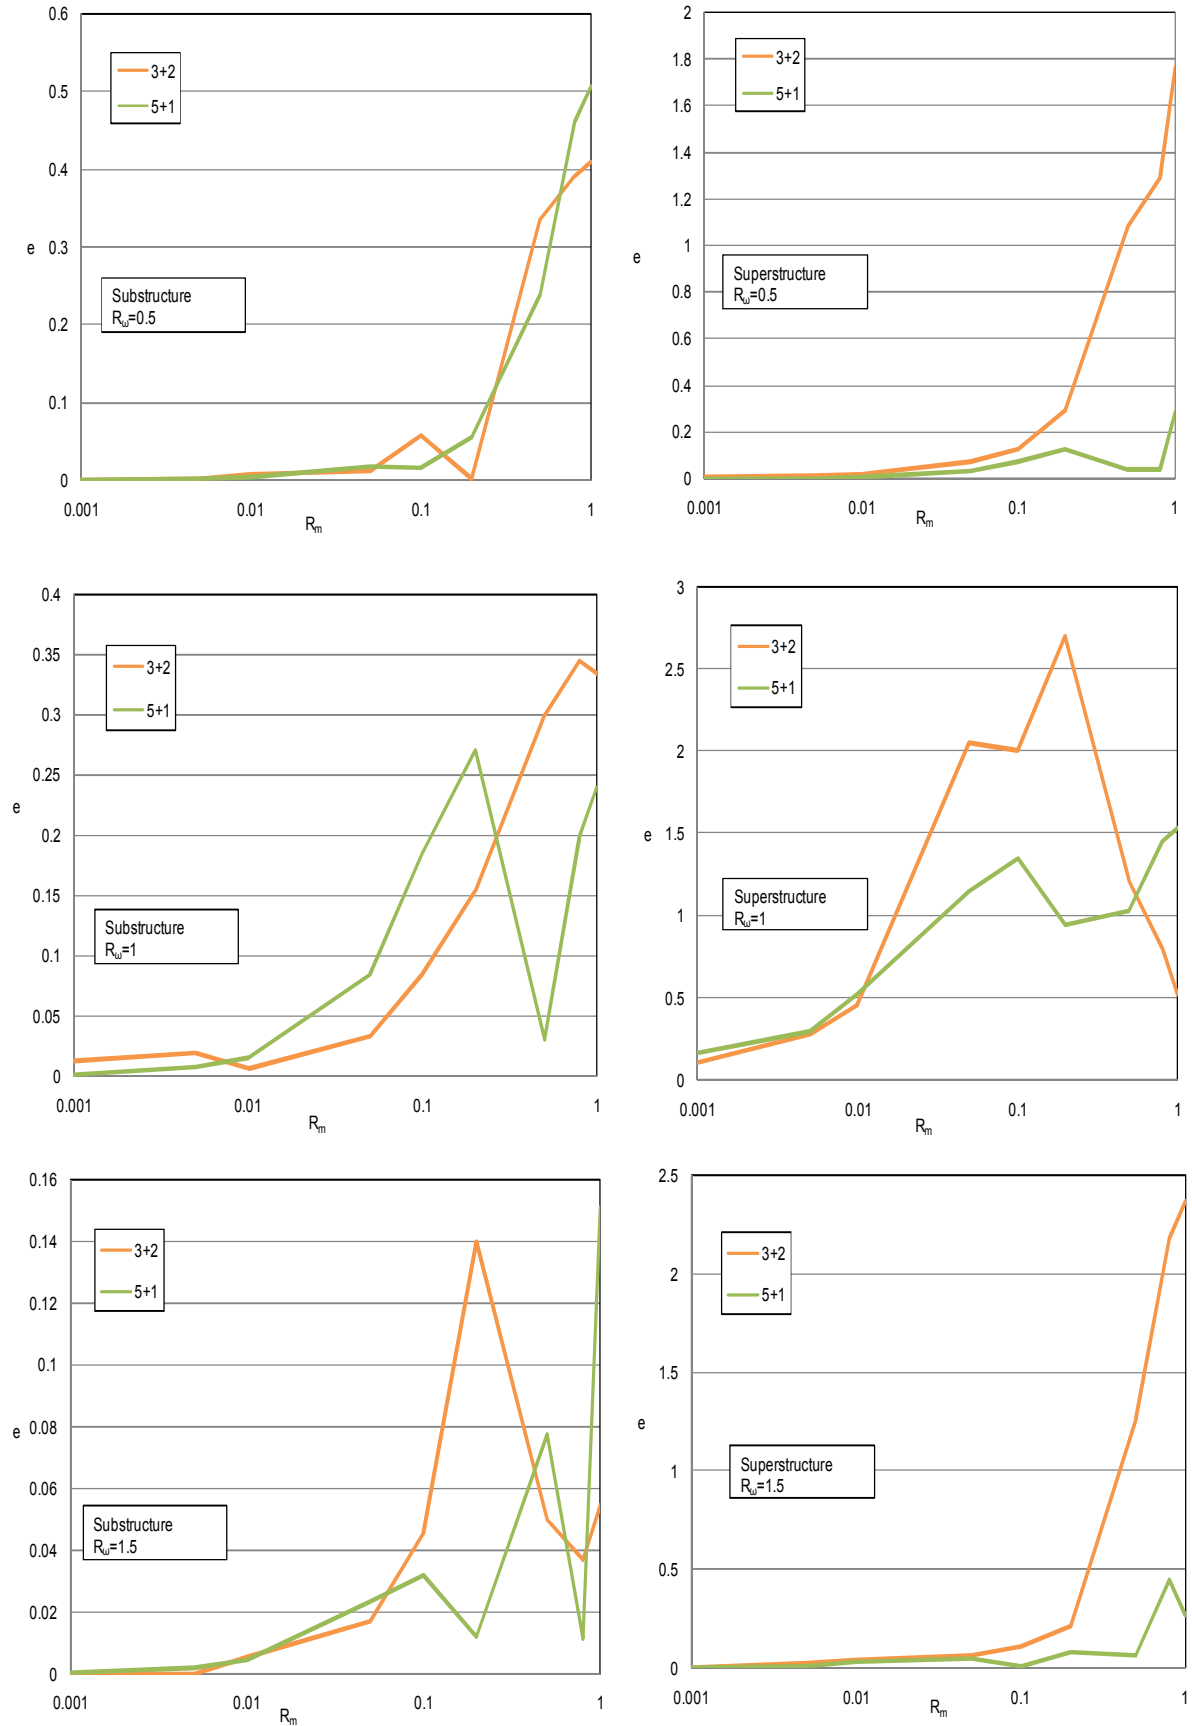 0.6
0.5
0.4
0.3
0.2
0.1
0
e
3+2
5+1
Substructure
Rω=0.5
0.001 0.01 0.1 1
Rm
2
1.8
1.6
1.4
1.2
1
0.8
0.6
0.4
0.2
0
e
3+2
5+1
Superstructure
Rω=0.5
0.001 0.01 0.1 1
Rm
0.4
0.35
0.3
0.25
0.2
0.15
0.1
0.05
0
e
3+2
5+1
Substructure
Rω=1
0.001 0.01 0.1 1
Rm
3
2.5
2
1.5
1
0.5
0
e
3+2
5+1
Superstructure
Rω=1
0.001 0.01 0.1 1
Rm
0.16
0.14
0.12
0.1
0.08
0.06
0.04
0.02
0
e
3+2
5+1
Substructure
Rω=1.5
0.001 0.01 0.1 1
Rm
2.5
2
1.5
1
0.5
0
e
3+2
5+1
Superstructure
Rω=1.5
0.001 0.01 0.1 1
Rm